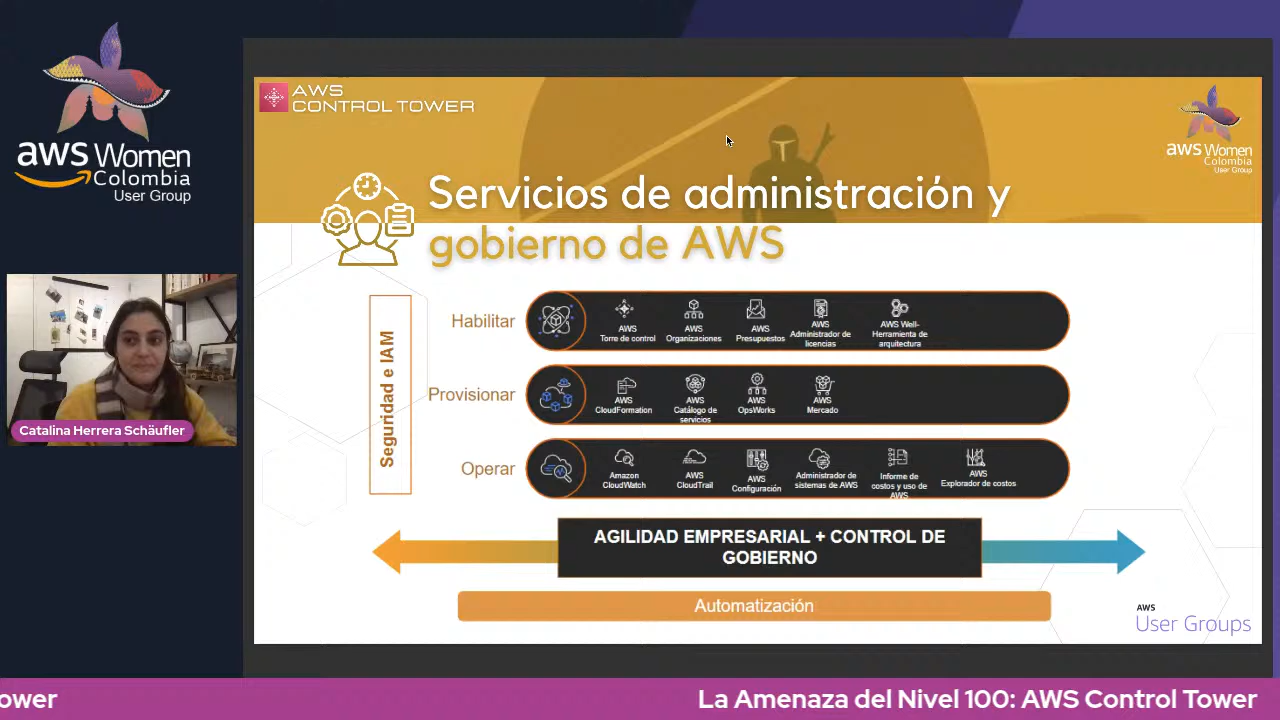 aws Women
Colombia
User Group
AWS
CONTROL TOWER
aws Women
Colombia
User Group
Servicios de administración y
gobierno de AWS
Seguridad e IAM
Habilitar
AWS
Torre de control
AWS
Organizaciones
AWS
Presupuestos
AWS
Administrador de
licencias
AWS Well-
Herramienta de
arquitectura
Provisionar
AWS
CloudFormation
AWS
Catálogo de
servicios
AWS
OpsWorks
AWS
Mercado
Operar
Amazon
CloudWatch
AWS
CloudTrail
AWS
Configuración
Administrador de
sistemas de AWS
Informe de
costos y uso de
AWS
AWS
Explorador de costos
AGILIDAD EMPRESARIAL + CONTROL DE
GOBIERNO
Automatización
AWS
User Groups
Catalina Herrera Schäufler
ower
La Amenaza del Nivel 100: AWS Control Tower